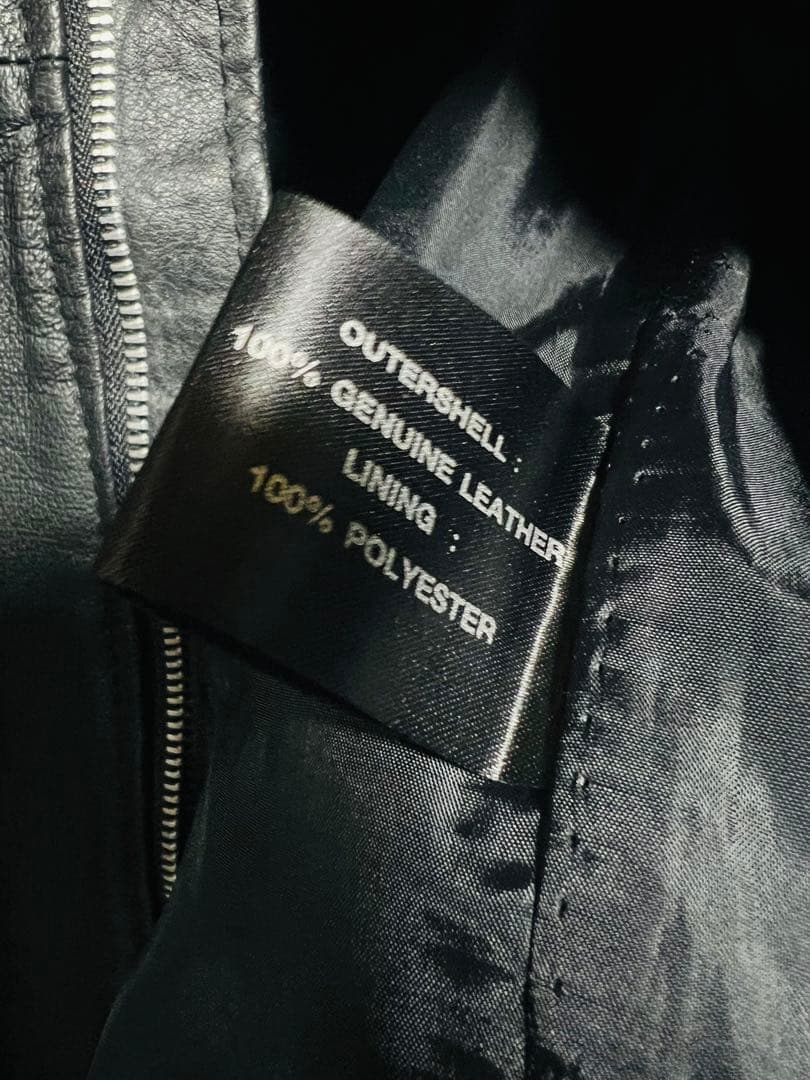 OUTERSHELL :
100% GENUINE LEATHER
LINING :
100% POLYESTER